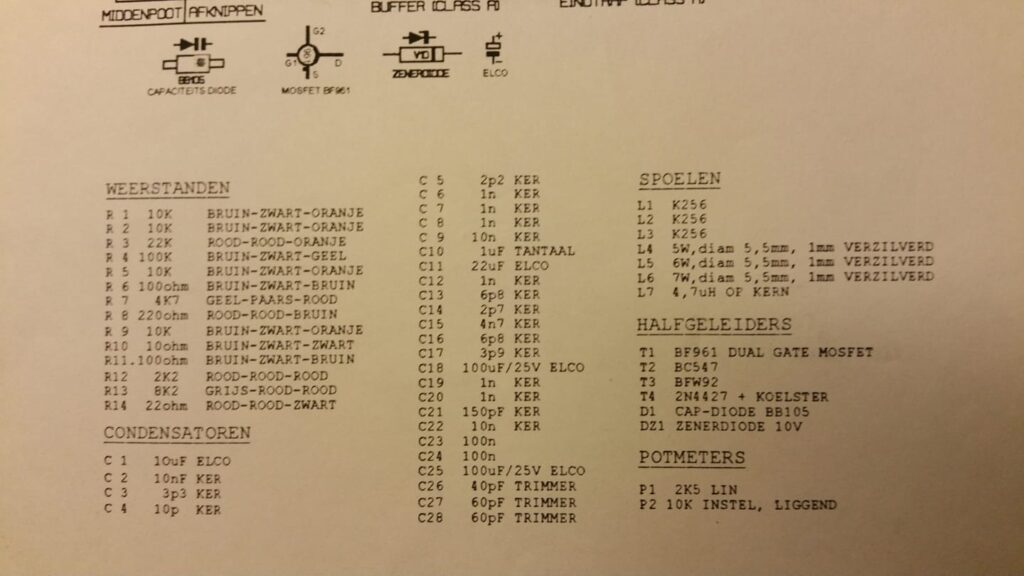 MIDDENPOOT AFKNIPPEN
BUFFER (CLASS A)
EINDTRAP (CLASS A)
G2
G1
D
S
V10
BB105
CAPACITEITS DIODE
MOSFET BF961
ZENERDIODE
ELCO
WEERSTANDEN
R 1 10K BRUIN-ZWART-ORANJE
R 2 10K BRUIN-ZWART-ORANJE
R 3 22K ROOD-ROOD-ORANJE
R 4 100K BRUIN-ZWART-GEEL
R 5 10K BRUIN-ZWART-ORANJE
R 6 100ohm BRUIN-ZWART-BRUIN
R 7 4K7 GEEL-PAARS-ROOD
R 8 220ohm ROOD-ROOD-BRUIN
R 9 10K BRUIN-ZWART-ORANJE
R10 10ohm BRUIN-ZWART-ZWART
R11.100ohm BRUIN-ZWART-BRUIN
R12 2K2 ROOD-ROOD-ROOD
R13 8K2 GRIJS-ROOD-ROOD
R14 22ohm ROOD-ROOD-ZWART
CONDENSATOREN
C 1 10uF ELCO
C 2 10nF KER
C 3 3p3 KER
C 4 10p KER
C 5 2p2 KER
C 6 1n KER
C 7 1n KER
C 8 1n KER
C 9 10n KER
C10 1uF TANTAAL
C11 22uF ELCO
C12 1n KER
C13 6p8 KER
C14 2p7 KER
C15 4n7 KER
C16 6p8 KER
C17 3p9 KER
C18 100uF/25V ELCO
C19 1n KER
C20 1n KER
C21 150pF KER
C22 10n KER
C23 100n
C24 100n
C25 100uF/25V ELCO
C26 40pF TRIMMER
C27 60pF TRIMMER
C28 60pF TRIMMER
SPOELEN
L1 K256
L2 K256
L3 K256
L4 5W,diam 5,5mm, 1mm VERZILVERD
L5 6W,diam 5,5mm, 1mm VERZILVERD
L6 7W,diam 5,5mm, 1mm VERZILVERD
L7 4,7uH OP KERN
HALFGELEIDERS
T1 BF961 DUAL GATE MOSFET
T2 BC547
T3 BFW92
T4 2N4427 + KOELSTER
D1 CAP-DIODE BB105
DZ1 ZENERDIODE 10V
POTMETERS
P1 2K5 LIN
P2 10K INSTEL, LIGGEND